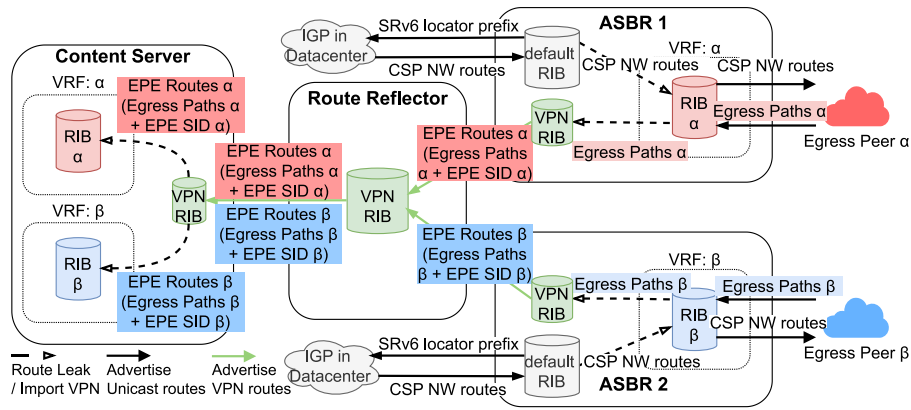 Content Server
VRF: α
RIB
α
EPE Routes α
(Egress Paths α
+ EPE SID α)
VRF: β
RIB
β
EPE Routes β
(Egress Paths β
+ EPE SID β)
VPN
RIB
EPE Routes α
(Egress Paths α
+ EPE SID α)
EPE Routes β
(Egress Paths β
+ EPE SID β)
Route Reflector
VPN
RIB
EPE Routes α
(Egress Paths
α + EPE SID α)
EPE Routes β
(Egress Paths
β + EPE SID β)
IGP in
Datacenter
SRv6 locator prefix
CSP NW routes
ASBR 1
default
RIB
CSP NW routes
VRF: α
RIB
α
VPN
RIB
Egress Paths α
CSP NW routes
Egress Paths α
Egress Peer α
VPN
RIB
Egress Paths β
VRF: β
RIB
β
Egress Paths β
CSP NW routes
Egress Peer β
IGP in
Datacenter
SRv6 locator prefix
CSP NW routes
default
RIB
CSP NW routes
ASBR 2
Route Leak
/ Import VPN
Advertise
Unicast routes
Advertise
VPN routes